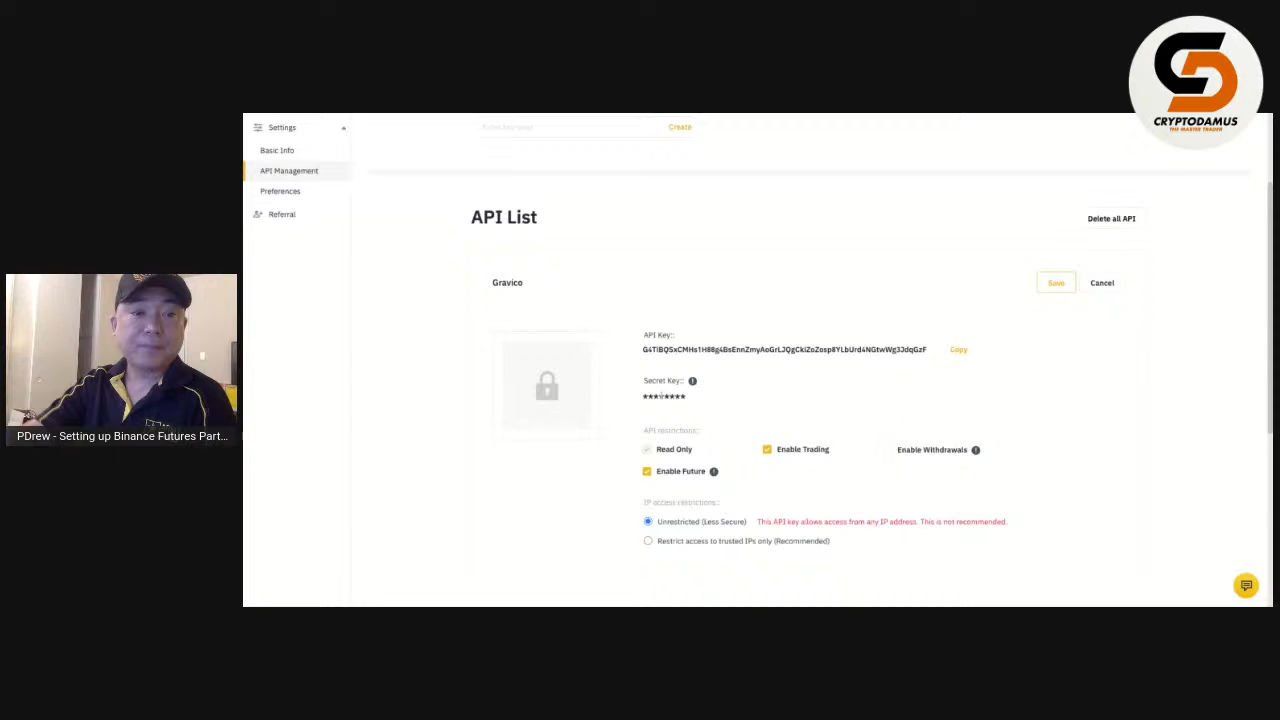 CRYPTODAMUS
THE MASTER TRADER
Settings
Create
Basic Info
API Management
Preferences
Referral
API List
Delete all API
Gravico
Save
Cancel
API Key::
Copy
Secret Key::
********
API restrictions::
Read Only
Enable Trading
Enable Withdrawals
Enable Future
IP access restrictions::
Unrestricted (Less Secure)
This API key allows access from any IP address. This is not recommended.
Restrict access to trusted IPs only (Recommended)
PDrew - Setting up Binance Futures Part...